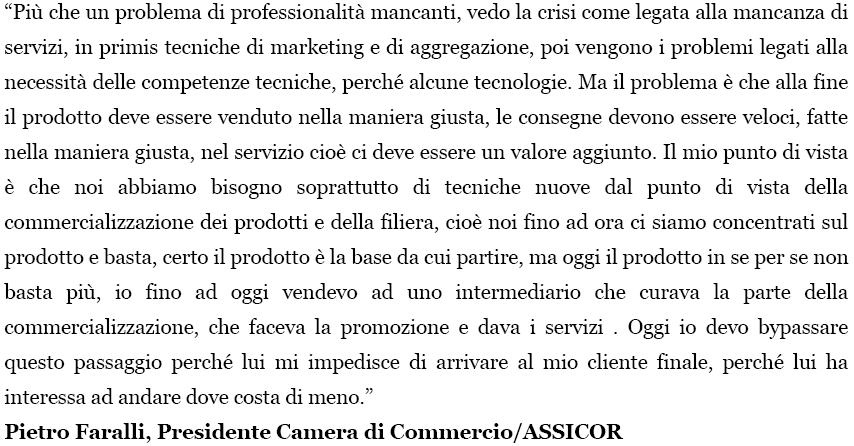 “Più che un problema di professionalità mancanti, vedo la crisi come legata alla mancanza di
servizi, in primis tecniche di marketing e di aggregazione, poi vengono i problemi legati alla
necessità delle competenze tecniche, perché alcune tecnologie. Ma il problema è che alla fine
il prodotto deve essere venduto nella maniera giusta, le consegne devono essere veloci, fatte
nella maniera giusta, nel servizio cioè ci deve essere un valore aggiunto. Il mio punto di vista
è che noi abbiamo bisogno soprattutto di tecniche nuove dal punto di vista della
commercializzazione dei prodotti e della filiera, cioè noi fino ad ora ci siamo concentrati sul
prodotto e basta, certo il prodotto è la base da cui partire, ma oggi il prodotto in se per se non
basta più, io fino ad oggi vendevo ad uno intermediario che curava la parte della
commercializzazione, che faceva la promozione e dava i servizi . Oggi io devo bypassare
questo passaggio perché lui mi impedisce di arrivare al mio cliente finale, perché lui ha
interessa ad andare dove costa di meno.”
Pietro Faralli, Presidente Camera di Commercio/ASSICOR